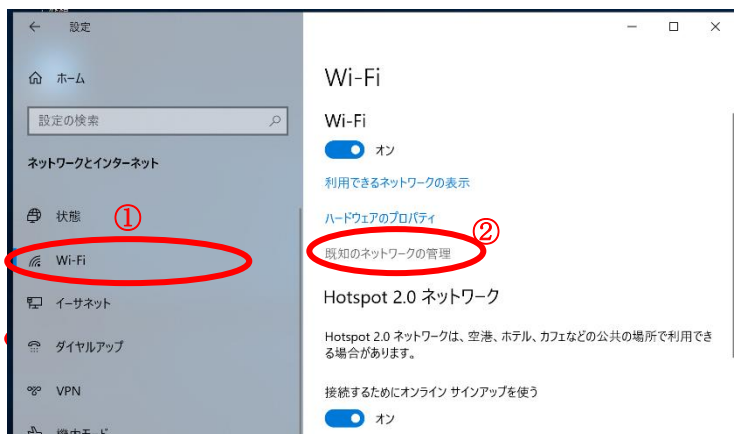 設定
ホーム
設定の検索
ネットワークとインターネット
状態
①
Wi-Fi
イーサネット
ダイヤルアップ
VPN
機内モード
Wi-Fi
Wi-Fi
オン
利用できるネットワークの表示
ハードウェアのプロパティ
②
既知のネットワークの管理
Hotspot 2.0 ネットワーク
Hotspot 2.0 ネットワークは、空港、ホテル、カフェなどの公共の場所で利用でき
る場合があります。
接続するためにオンライン サインアップを使う
オン